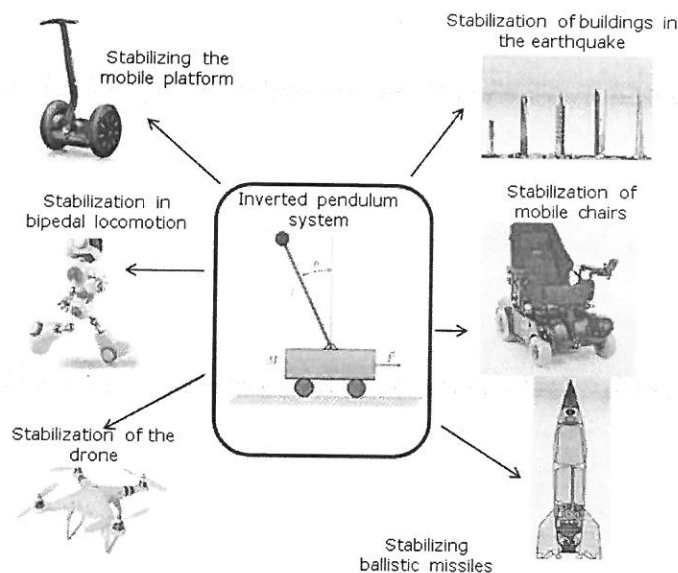 Stabilizing the
mobile platform
Stabilization of buildings in
the earthquake
Stabilization in
bipedal locomotion
Inverted pendulum
system
Stabilization of
mobile chairs
M
F
Stabilization of the
drone
Stabilizing
ballistic missiles